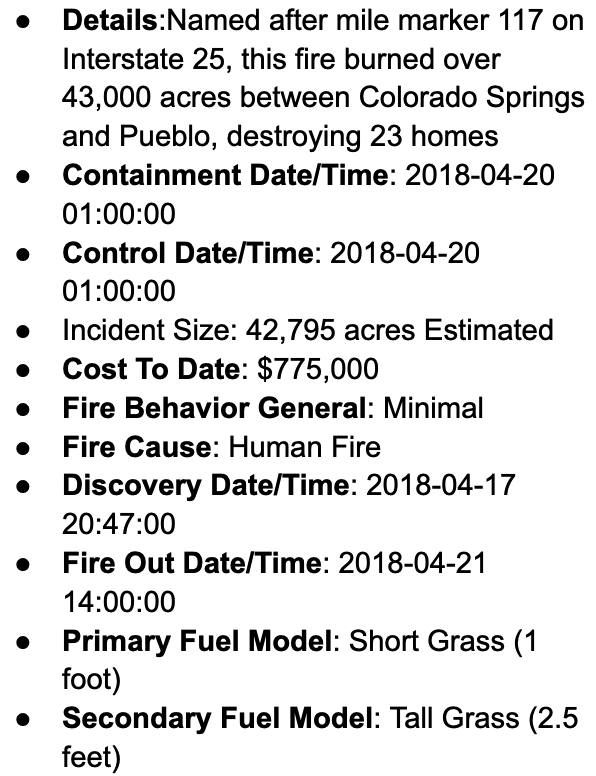 ● Details:Named after mile marker 117 on
Interstate 25, this fire burned over
43,000 acres between Colorado Springs
and Pueblo, destroying 23 homes
● Containment Date/Time: 2018-04-20
01:00:00
● Control Date/Time: 2018-04-20
01:00:00
● Incident Size: 42,795 acres Estimated
● Cost To Date: $775,000
● Fire Behavior General: Minimal
● Fire Cause: Human Fire
● Discovery Date/Time: 2018-04-17
20:47:00
● Fire Out Date/Time: 2018-04-21
14:00:00
● Primary Fuel Model: Short Grass (1
foot)
● Secondary Fuel Model: Tall Grass (2.5
feet)